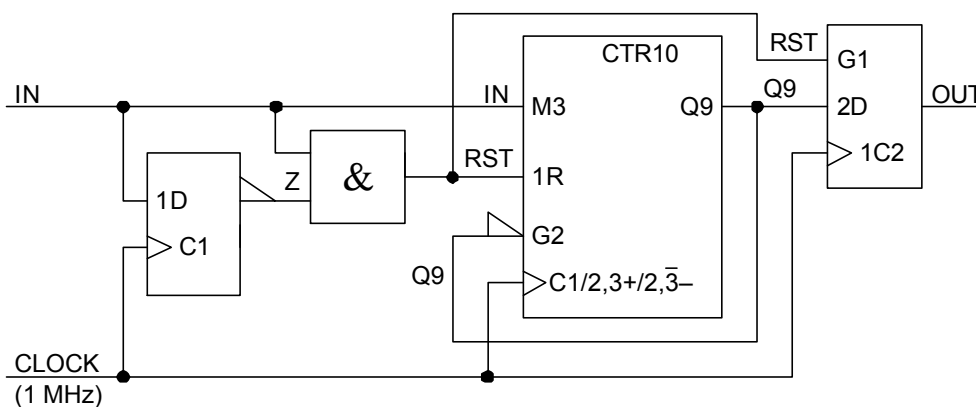 CTR10
RST
G1
IN
IN
M3
Q9
Q9
2D
OUT
&
RST
1R
1C2
Z
1D
C1
G2
Q9
C1/2,3+/2,3̅–
CLOCK
(1 MHz)